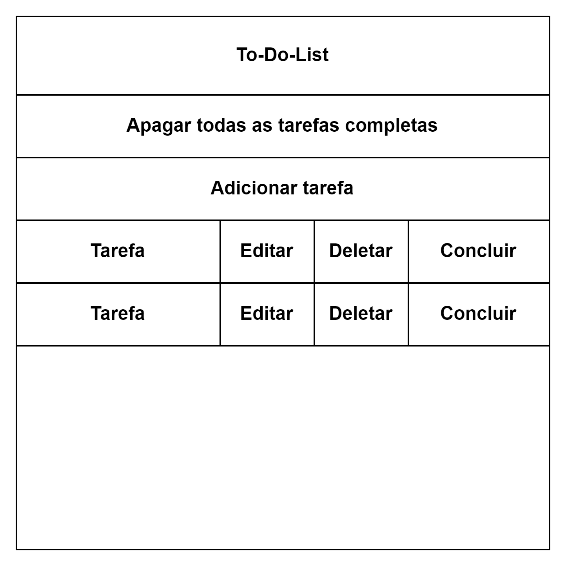 To-Do-List
Apagar todas as tarefas completas
Adicionar tarefa
Tarefa Editar Deletar Concluir
Tarefa Editar Deletar Concluir